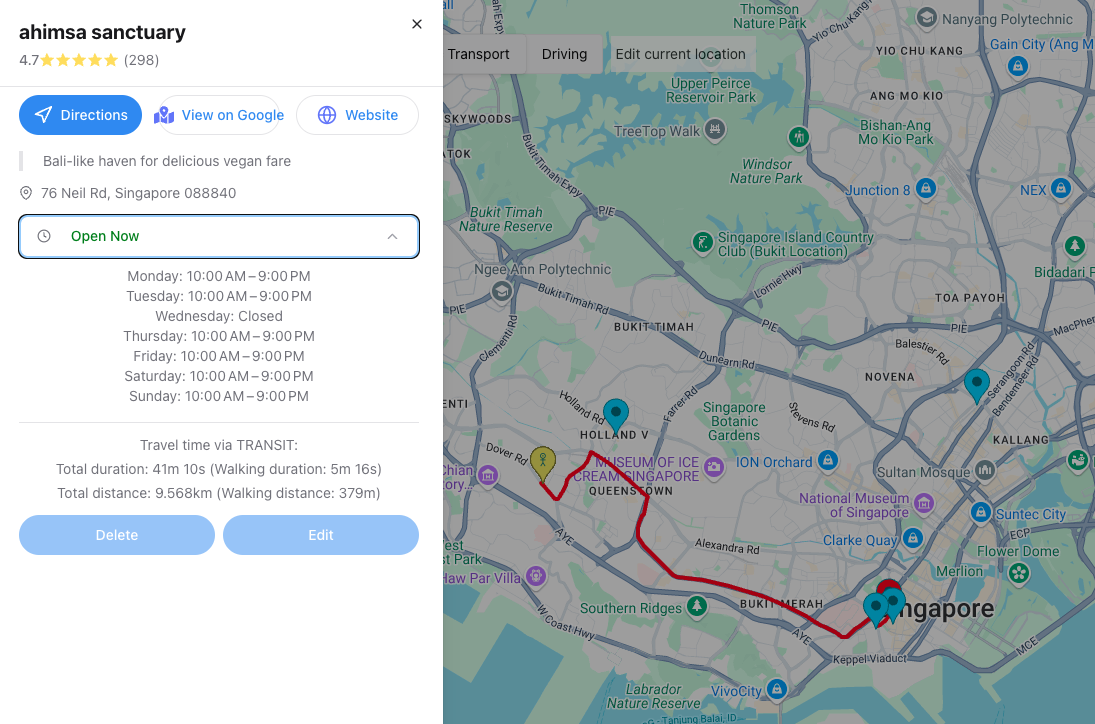 ahimsa sanctuary
4.7 (298)
Directions
View on Google
Website
Bali-like haven for delicious vegan fare
76 Neil Rd, Singapore 088840
Open Now
Monday: 10:00 AM – 9:00 PM
Tuesday: 10:00 AM – 9:00 PM
Wednesday: Closed
Thursday: 10:00 AM – 9:00 PM
Friday: 10:00 AM – 9:00 PM
Saturday: 10:00 AM – 9:00 PM
Sunday: 10:00 AM – 9:00 PM
Travel time via TRANSIT:
Total duration: 41m 10s (Walking duration: 5m 16s)
Total distance: 9.568km (Walking distance: 379m)
Delete
Edit
Transport
Driving
Edit current location
Thomson
Nature Park
Yio Chu Kang Rd
Nanyang Polytechnic
YIO CHU KANG
Gain City (Ang M
Upper Peirce
Reservoir Park
ANG MO KIO
SKYWOODS
TreeTop Walk
Bishan-Ang
Mo Kio Park
ATOK
Bukit Timah Expy
Windsor
Nature Park
Junction 8
NEX
PIE
Bukit Timah
Nature Reserve
Singapore Island Country
Club (Bukit Location)
Bidadari P
Ngee Ann Polytechnic
Lornie Hwy
Bukit Timah Rd
TOA PAYOH
Clementi Rd
BUKIT TIMAH
PIE
MacPher
Balestier Rd
Dunearn Rd
Serangoon Rd
Bendemeer Rd
NOVENA
ENTI
Holland Rd
Farrer Rd
Singapore
Botanic
Gardens
Stevens Rd
HOLLAND V
KALLANG
Dover Rd
MUSEUM OF ICE
CREAM SINGAPORE
ION Orchard
Sultan Mosque
Chian
tory...
QUEENSTOWN
National Museum
of Singapore
Suntec City
AYE
ECP
Clarke Quay
Flower Dome
est
t Park
Alexandra Rd
Merlion
Haw Par Villa
Southern Ridges
BUKIT MERAH
ngapore
W Coast Hwy
AYE
MCE
Keppel Viaduct
Labrador
Nature Reserve
VivoCity
Tanjung Balai, ID